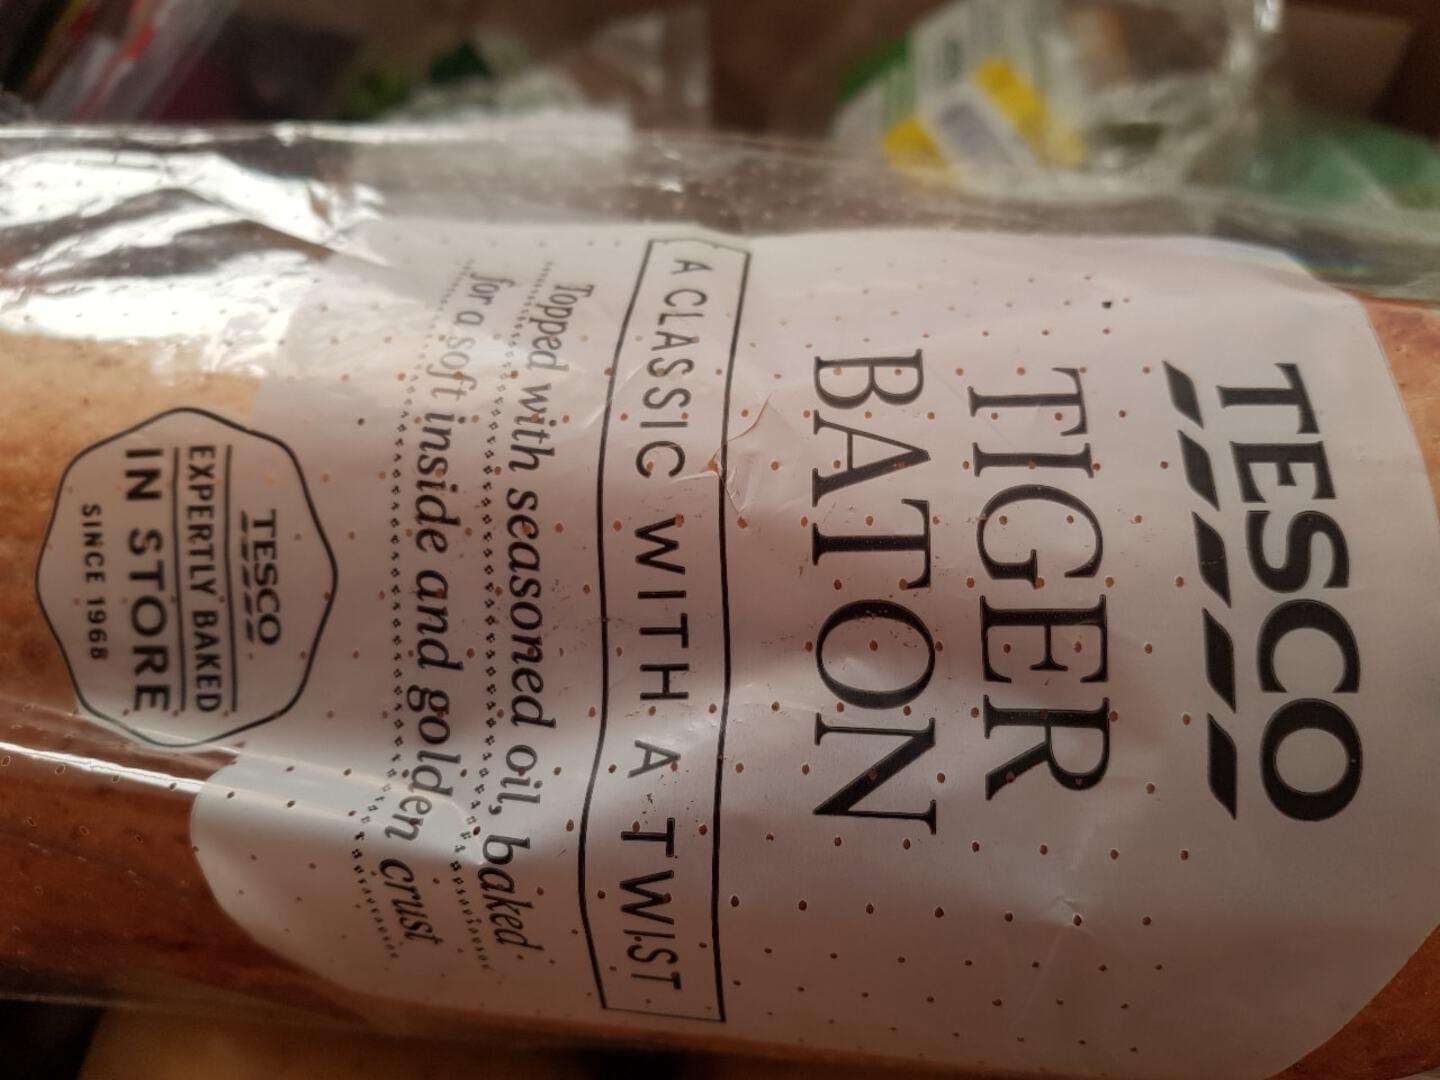 TESCO
TIGER
BATON
A CLASSIC WITH A TWIST
Topped with seasoned oil, baked
for a soft inside and golden crust
TESCO
EXPERTLY BAKED
IN STORE
SINCE 1968